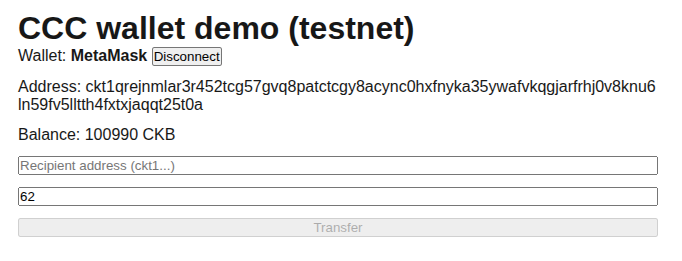 CCC wallet demo (testnet)
Wallet: MetaMask Disconnect
Address: ckt1qrejnmlar3r452tcg57gvq8patctcgy8acync0hxfnyka35ywafvkqgjarfrhj0v8knu6
ln59fv5lltth4fxtxjaqqt25t0a
Balance: 100990 CKB
Recipient address (ckt1...)
62
Transfer